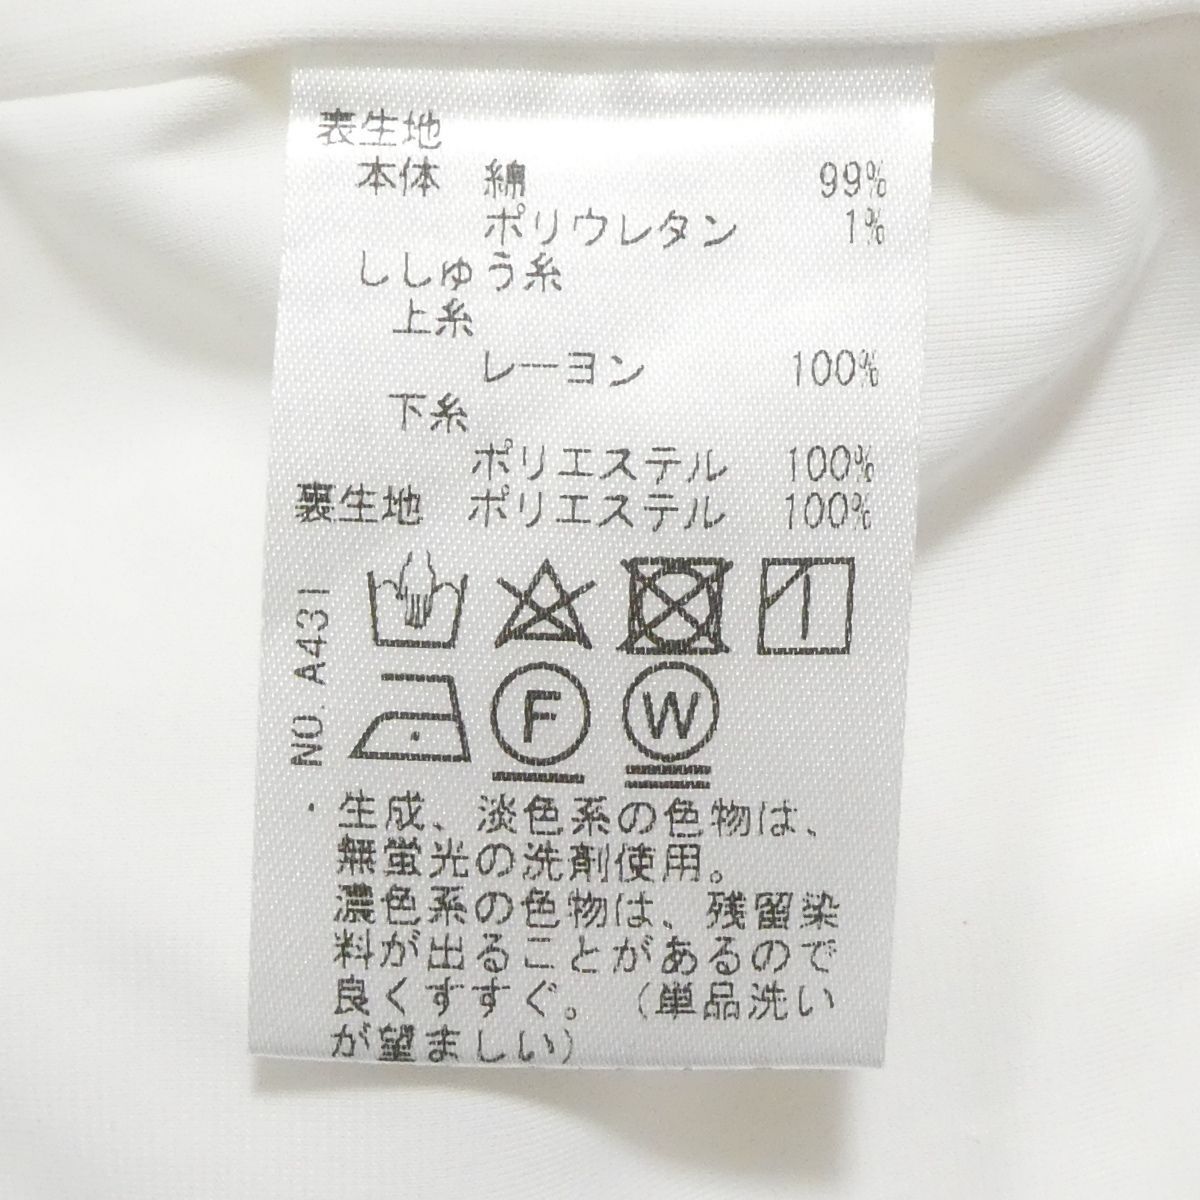 表生地
本体 綿 99%
ポリウレタン 1%
ししゅう糸
上糸
レーヨン 100%
下糸
ポリエステル 100%
裏生地 ポリエステル 100%
NO. A431
F
W
・生成、淡色系の色物は、
無蛍光の洗剤使用。
濃色系の色物は、残留染
料が出ることがあるので
良くすすぐ。(単品洗い
が望ましい)